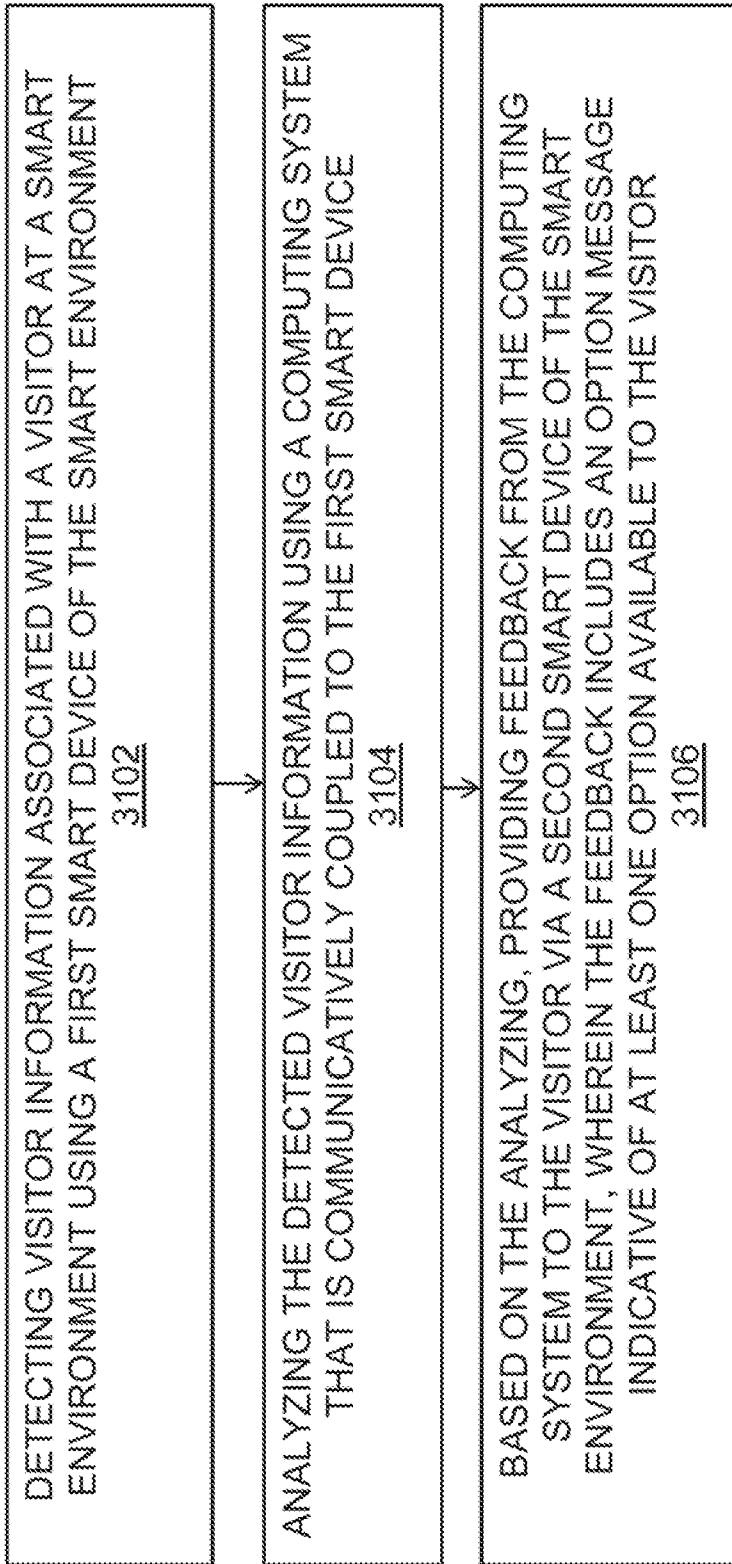 DETECTING VISITOR INFORMATION ASSOCIATED WITH A VISITOR AT A SMART
ENVIRONMENT USING A FIRST SMART DEVICE OF THE SMART ENVIRONMENT
3102
ANALYZING THE DETECTED VISITOR INFORMATION USING A COMPUTING SYSTEM
THAT IS COMMUNICATIVELY COUPLED TO THE FIRST SMART DEVICE
3104
BASED ON THE ANALYZING, PROVIDING FEEDBACK FROM THE COMPUTING
SYSTEM TO THE VISITOR VIA A SECOND SMART DEVICE OF THE SMART
ENVIRONMENT, WHEREIN THE FEEDBACK INCLUDES AN OPTION MESSAGE
INDICATIVE OF AT LEAST ONE OPTION AVAILABLE TO THE VISITOR
3106